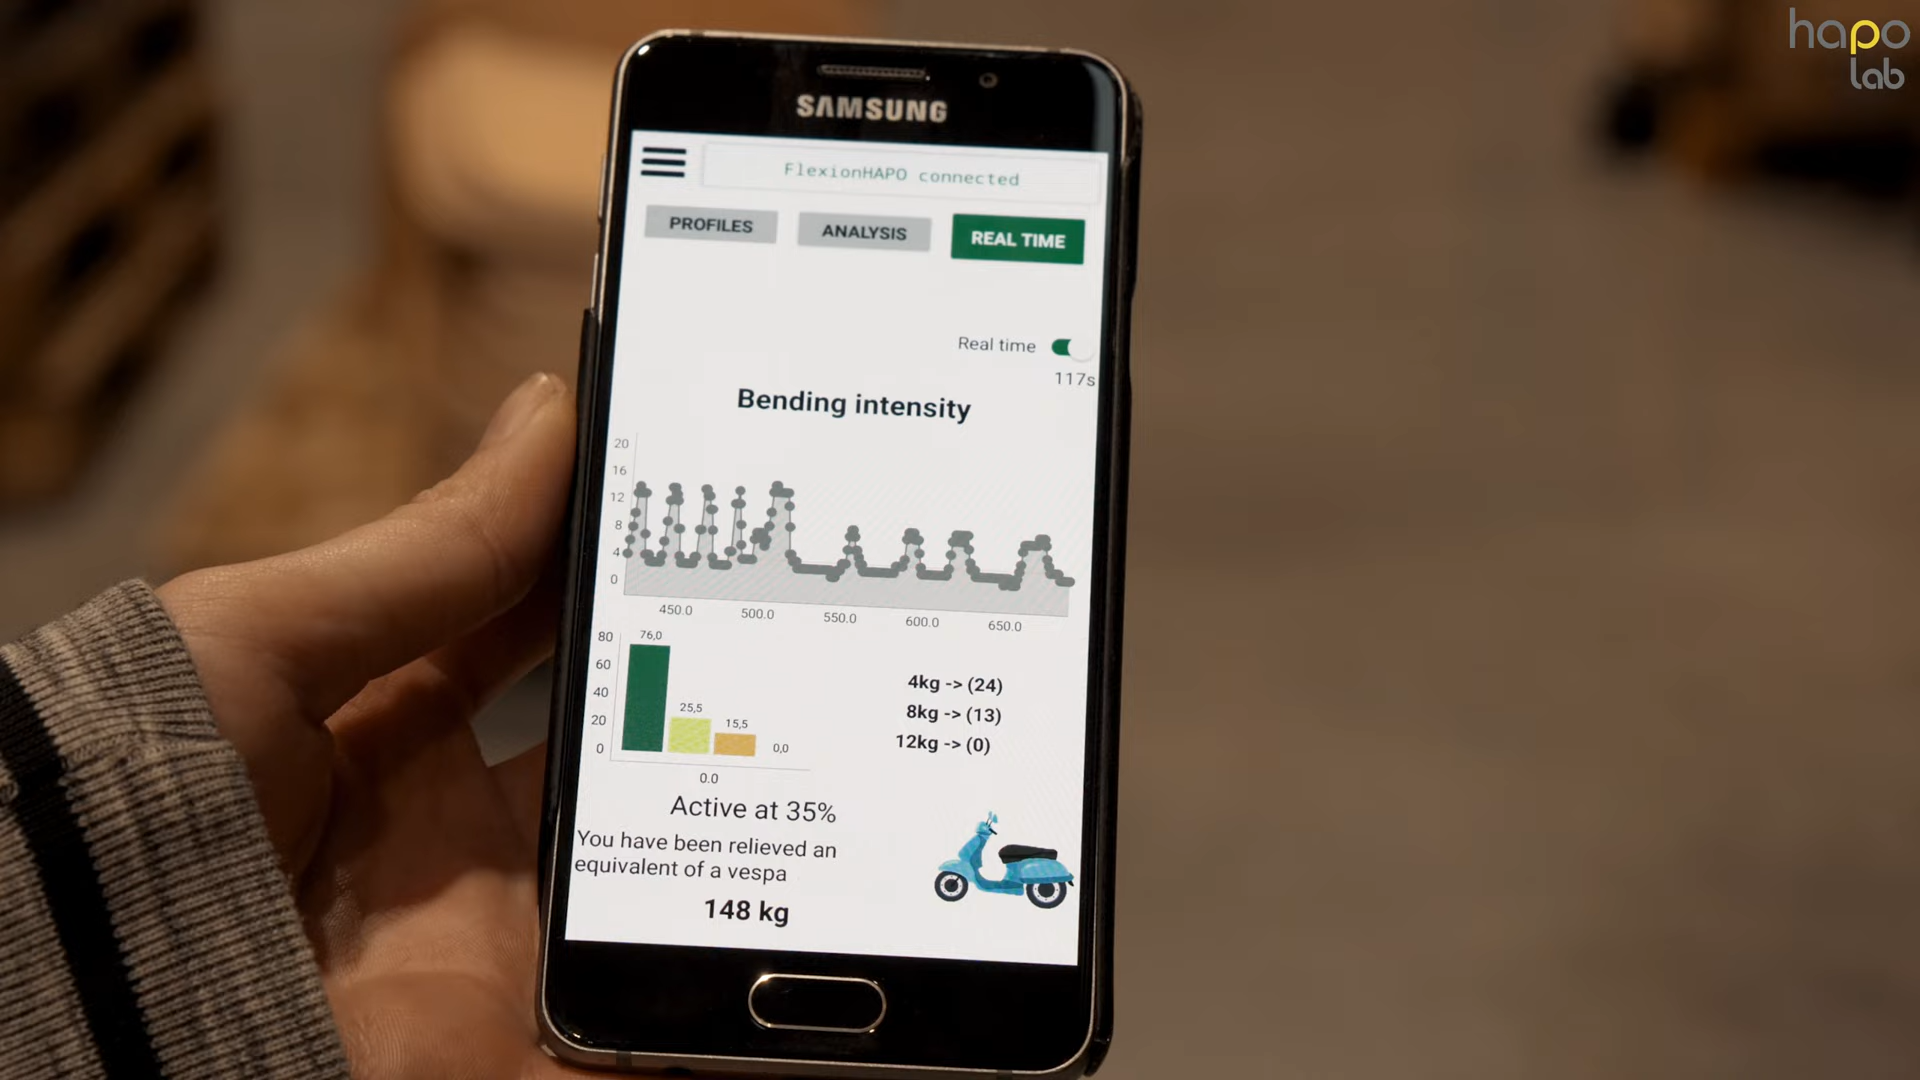 hapo
lab
SAMSUNG
FlexionHAPO connected
PROFILES
ANALYSIS
REAL TIME
Real time
117s
Bending intensity
20
16
12
8
4
0
450.0
500.0
550.0
600.0
650.0
80
60
40
20
0
76,0
25,5
15,5
0,0
0.0
4kg -> (24)
8kg -> (13)
12kg -> (0)
Active at 35%
You have been relieved an
equivalent of a vespa
148 kg